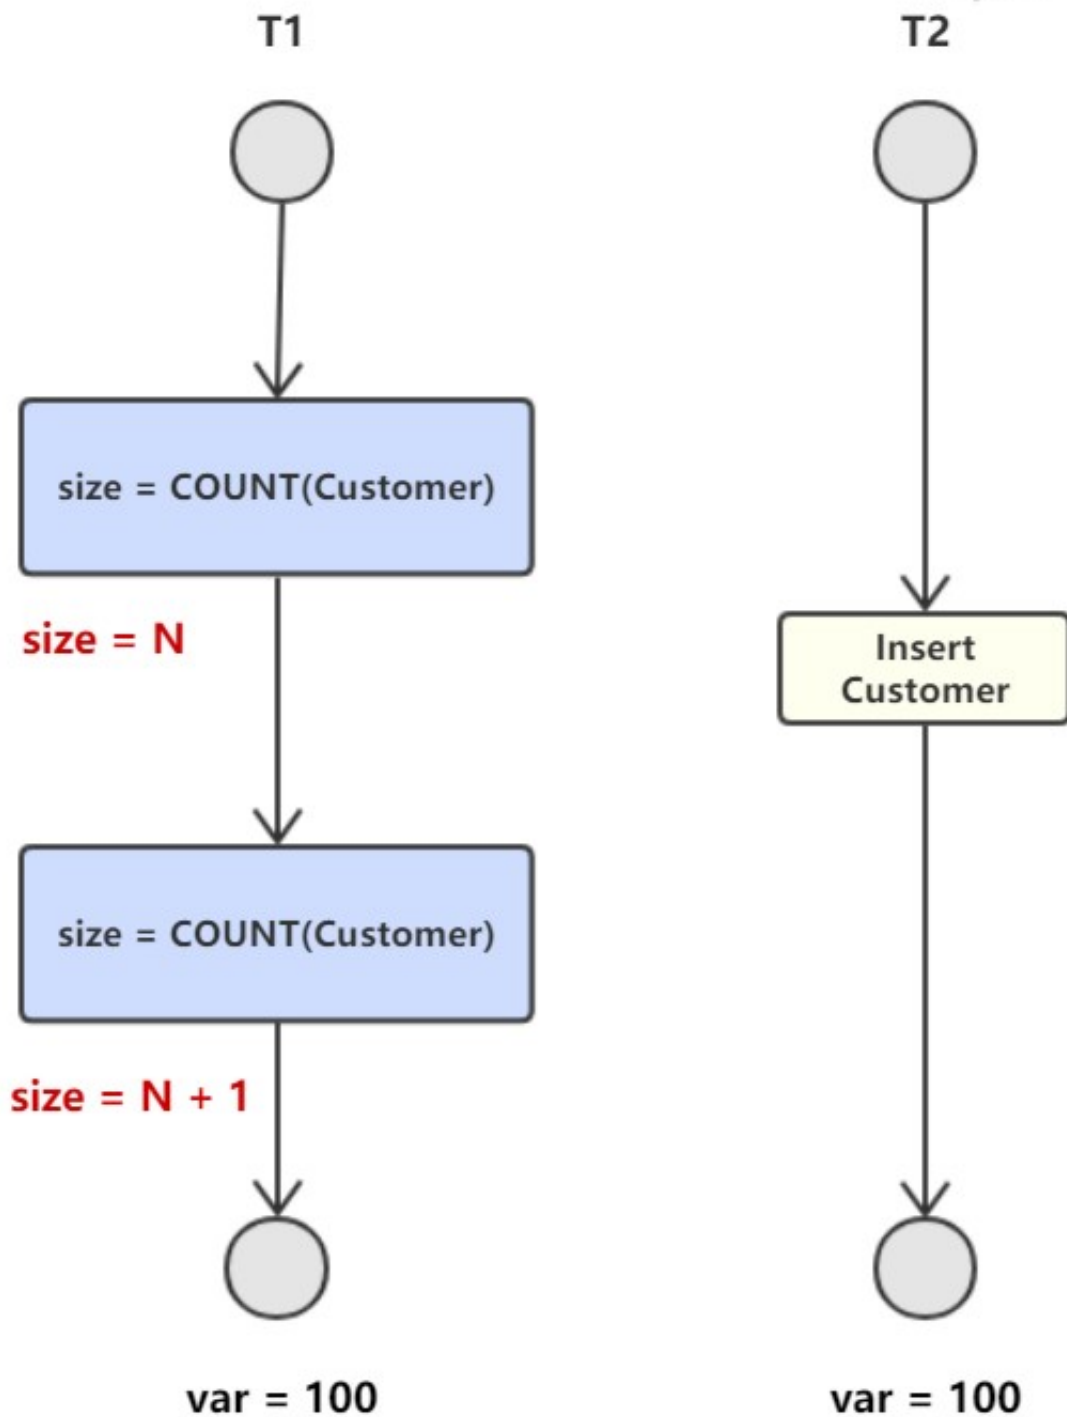 T1
T2
size = COUNT(Customer)
size = N
Insert
Customer
size = COUNT(Customer)
size = N + 1
var = 100
var = 100